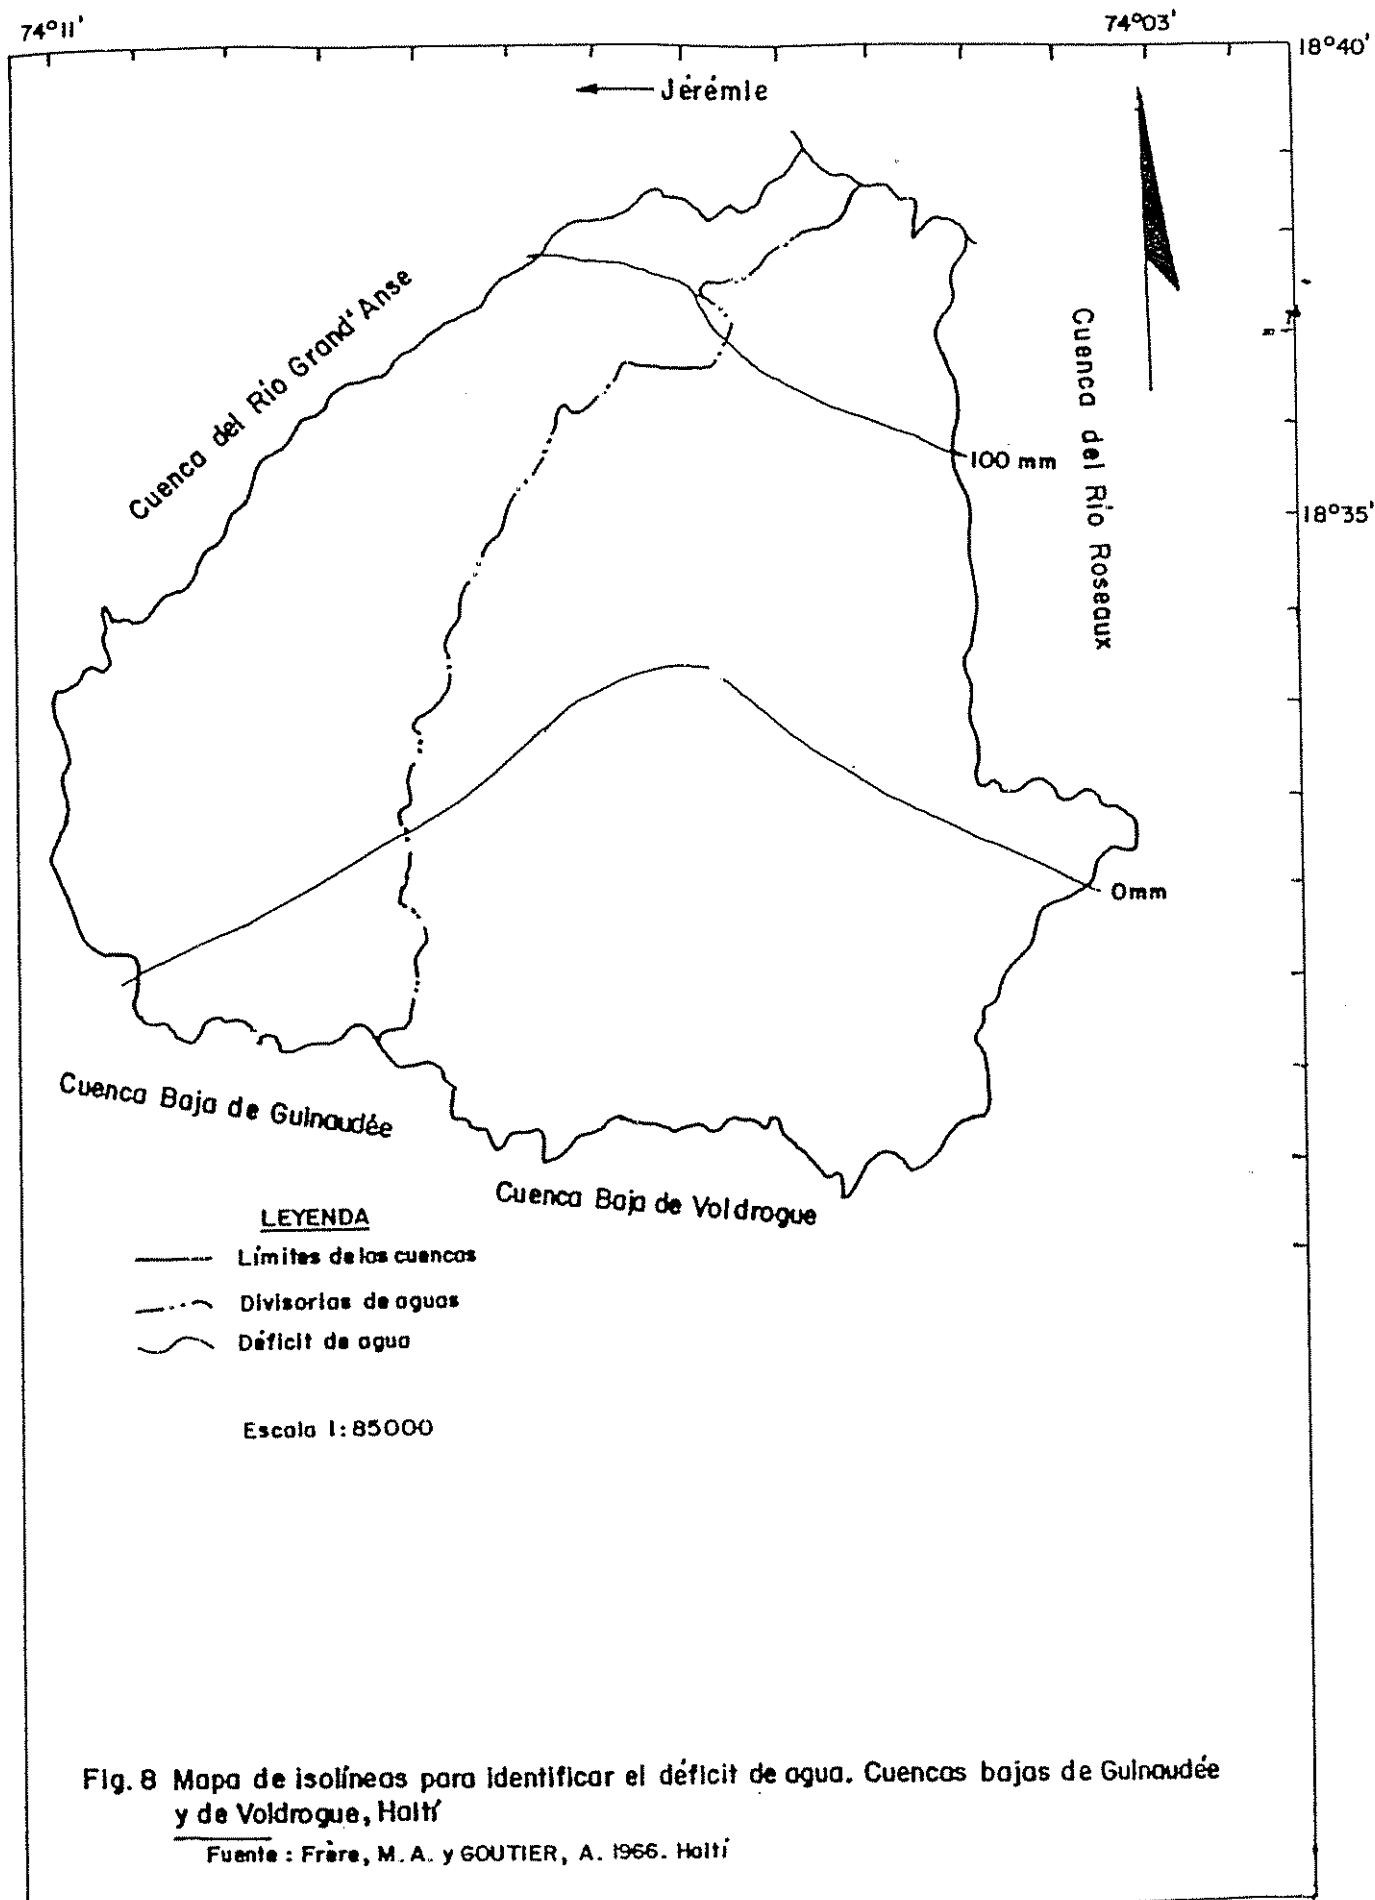 74°11'
74°03'
18°40'
Jérémie
Cuenca del Río Grand'Anse
Cuenca del Río Roseaux
100 mm
18°35'
0mm
Cuenca Baja de Guinaudée
Cuenca Baja de Voldrogue
LEYENDA
Límites de las cuencas
Divisorias de aguas
Déficit de agua
Escala 1:85000
Fig. 8 Mapa de isolíneas para identificar el déficit de agua. Cuencas bajas de Guinaudée
y de Voldrogue, Haití
Fuente : Frère, M. A. y GOUTIER, A. 1966. Haití